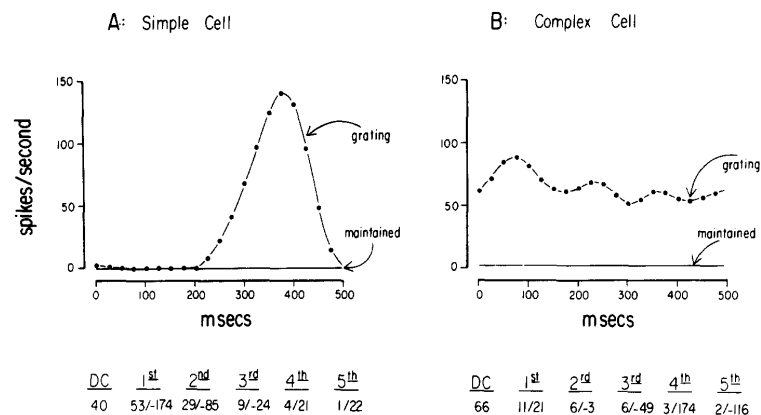 A: Simple Cell
150
100
50
0
spikes/second
grating
maintained
0 100 200 300 400 500
msecs
DC 1st 2nd 3rd 4th 5th
40 53/-174 29/-85 9/-24 4/21 1/22
B: Complex Cell
150
100
50
0
grating
maintained
0 100 200 300 400 500
msecs
DC 1st 2rd 3rd 4th 5th
66 11/21 6/-3 6/-49 3/174 2/-116